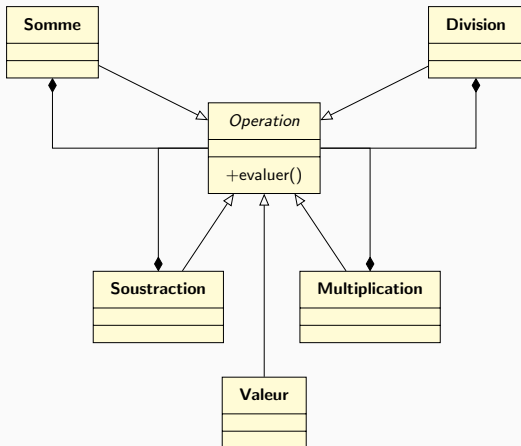 Somme
Division
Operation
+evaluer()
Soustraction
Multiplication
Valeur